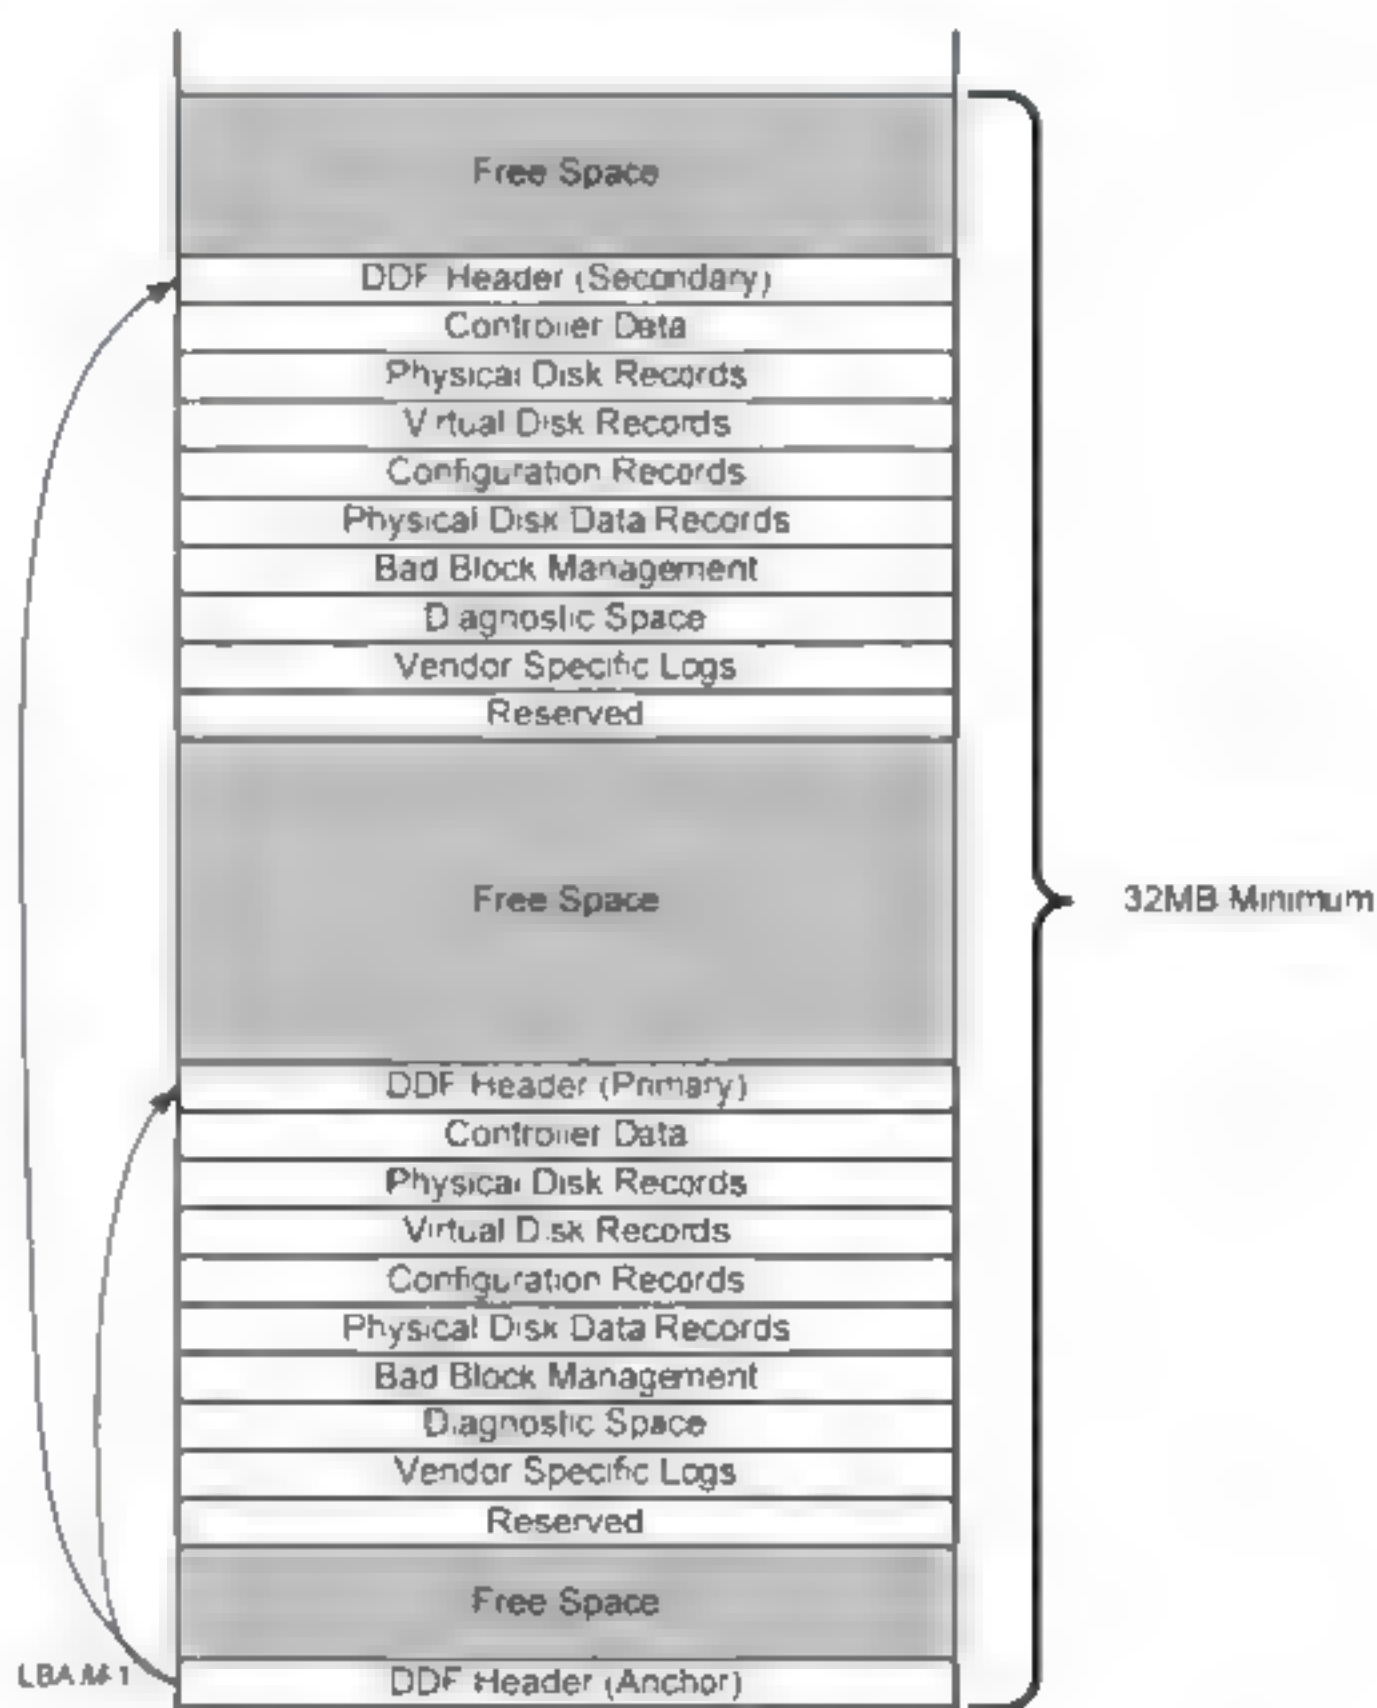 Free Space
DDF Header (Secondary)
Controller Data
Physical Disk Records
Virtual Disk Records
Configuration Records
Physical Disk Data Records
Bad Block Management
Diagnostic Space
Vendor Specific Logs
Reserved
Free Space
32MB Minimum
DDF Header (Primary)
Controller Data
Physical Disk Records
Virtual Disk Records
Configuration Records
Physical Disk Data Records
Bad Block Management
Diagnostic Space
Vendor Specific Logs
Reserved
Free Space
LBA M-1
DDF Header (Anchor)